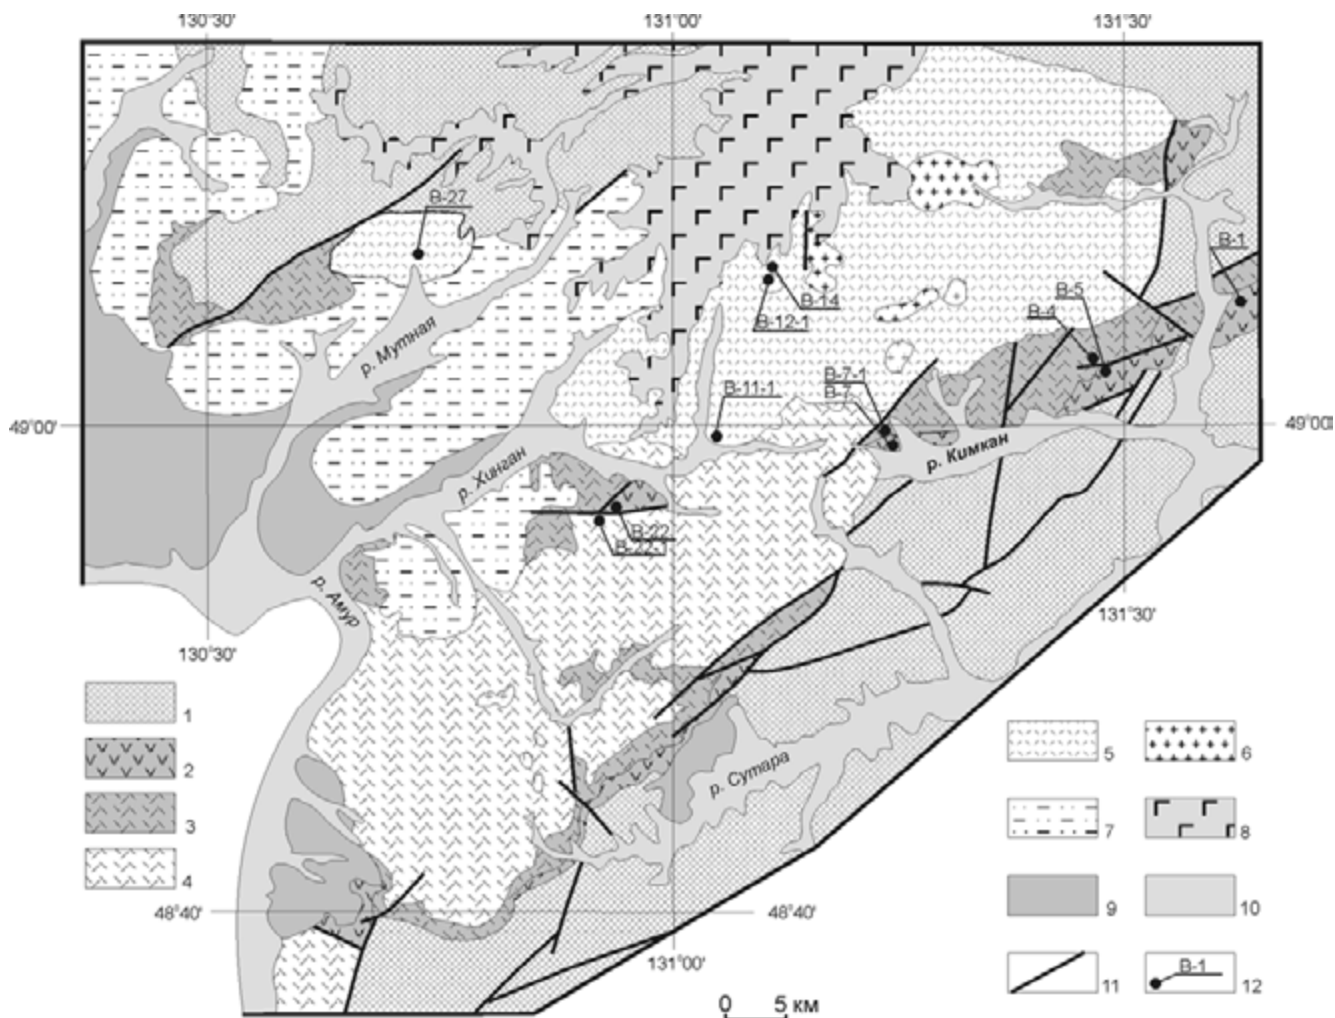 130°30'
131°00'
131°30'
B-27
B-1
B-5
B-14
B-4
B-12-1
р. Мутная
B-7-1
B-11-1
B-7
49°00'
49°00'
р. Кимкан
р. Хинган
B-22
B-22-1
р. Амур
131°30'
130°30'
1
2
3
4
р. Сутара
5
6
7
8
9
10
48°40'
48°40'
131°00'
11
B-1
12
0 5 км